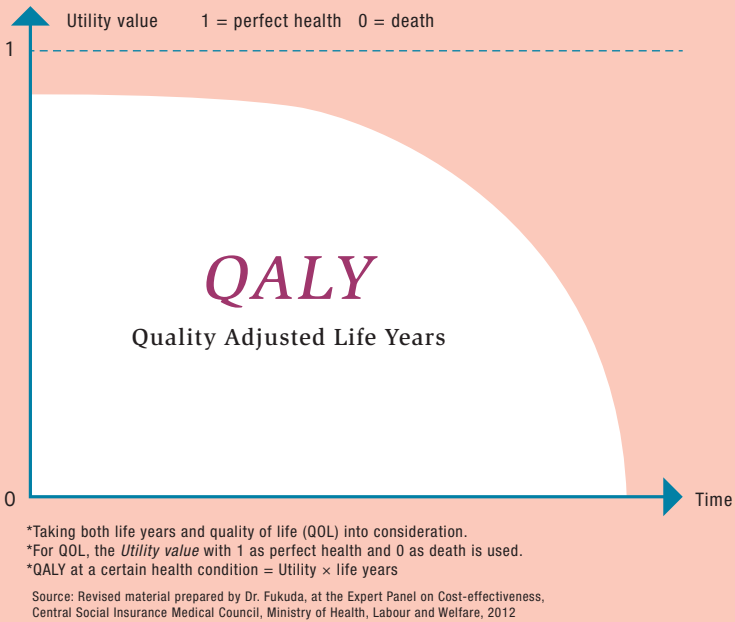 Utility value 1 = perfect health 0 = death
1
QALY
Quality Adjusted Life Years
0
Time
*Taking both life years and quality of life (QOL) into consideration.
*For QOL, the Utility value with 1 as perfect health and 0 as death is used.
*QALY at a certain health condition = Utility × life years
Source: Revised material prepared by Dr. Fukuda, at the Expert Panel on Cost-effectiveness,
Central Social Insurance Medical Council, Ministry of Health, Labour and Welfare, 2012